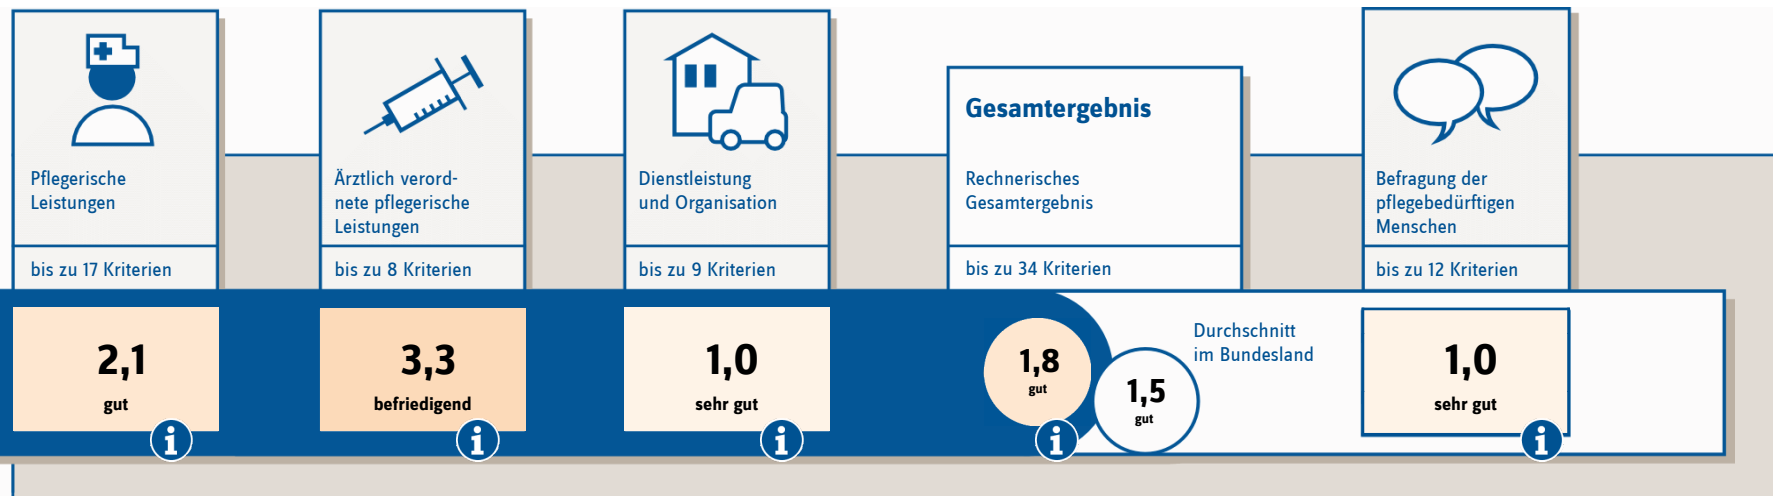 Pflegerische
Leistungen
bis zu 17 Kriterien
2,1
gut
Ärztlich verord-
nete pflegerische
Leistungen
bis zu 8 Kriterien
3,3
befriedigend
Dienstleistung
und Organisation
bis zu 9 Kriterien
1,0
sehr gut
Gesamtergebnis
Rechnerisches
Gesamtergebnis
bis zu 34 Kriterien
1,8
gut
1,5
gut
Durchschnitt
im Bundesland
Befragung der
pflegebedürftigen
Menschen
bis zu 12 Kriterien
1,0
sehr gut
i
i
i
i
i